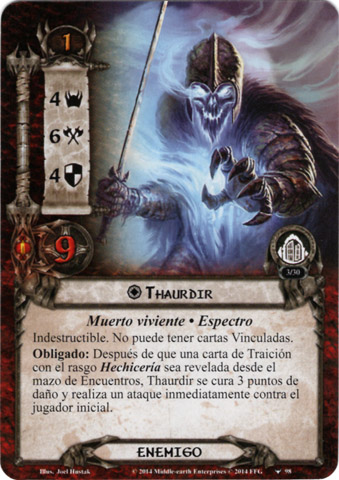 1
4
6
4
9
3/30
THAURDIR
Muerto viviente • Espectro
Indestructible. No puede tener cartas Vinculadas.
Obligado: Después de que una carta de Traición
con el rasgo Hechicería sea revelada desde el
mazo de Encuentros, Thaurdir se cura 3 puntos de
daño y realiza un ataque inmediatamente contra el
jugador inicial.
ENEMIGO
Illus. Joel Hustak © 2014 Middle-earth Enterprises © 2014 FFG 98